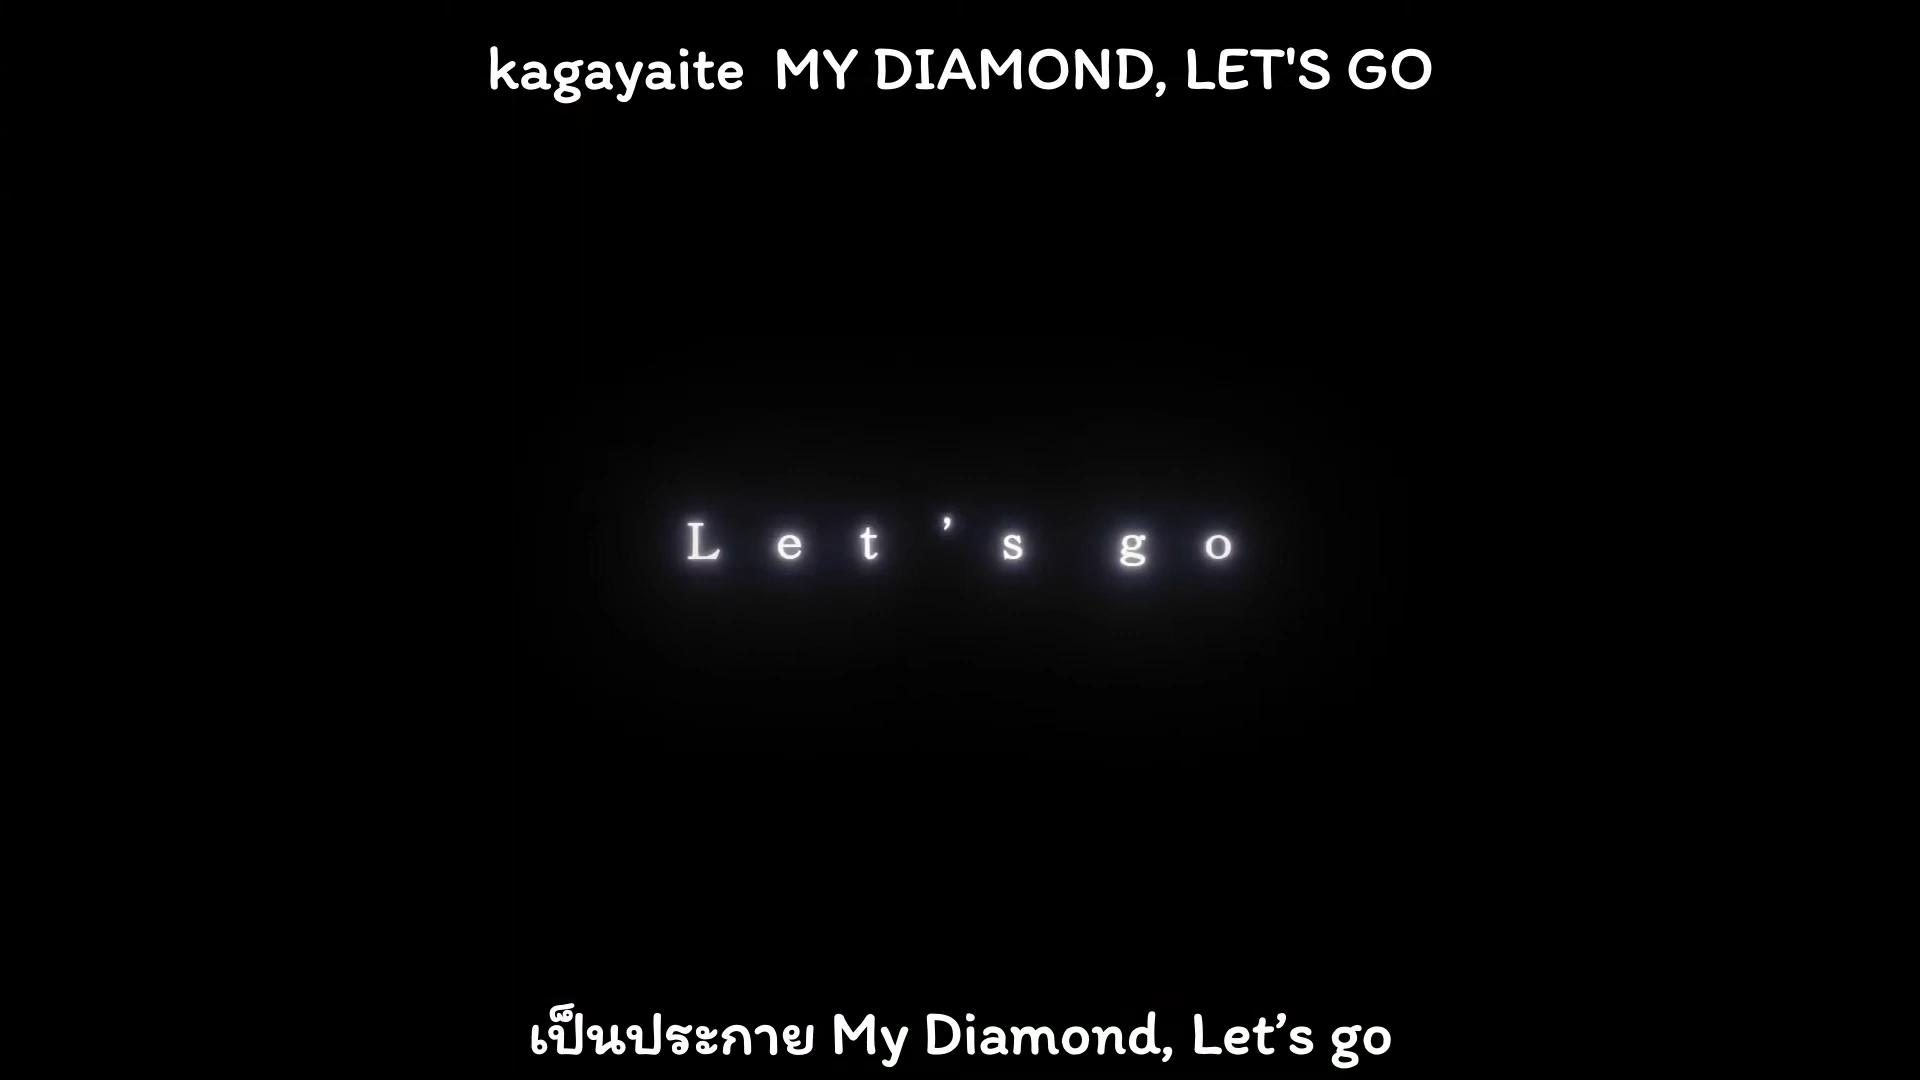 kagayaite MY DIAMOND, LET'S GO
Let’s go
เป็นประกาย My Diamond, Let’s go